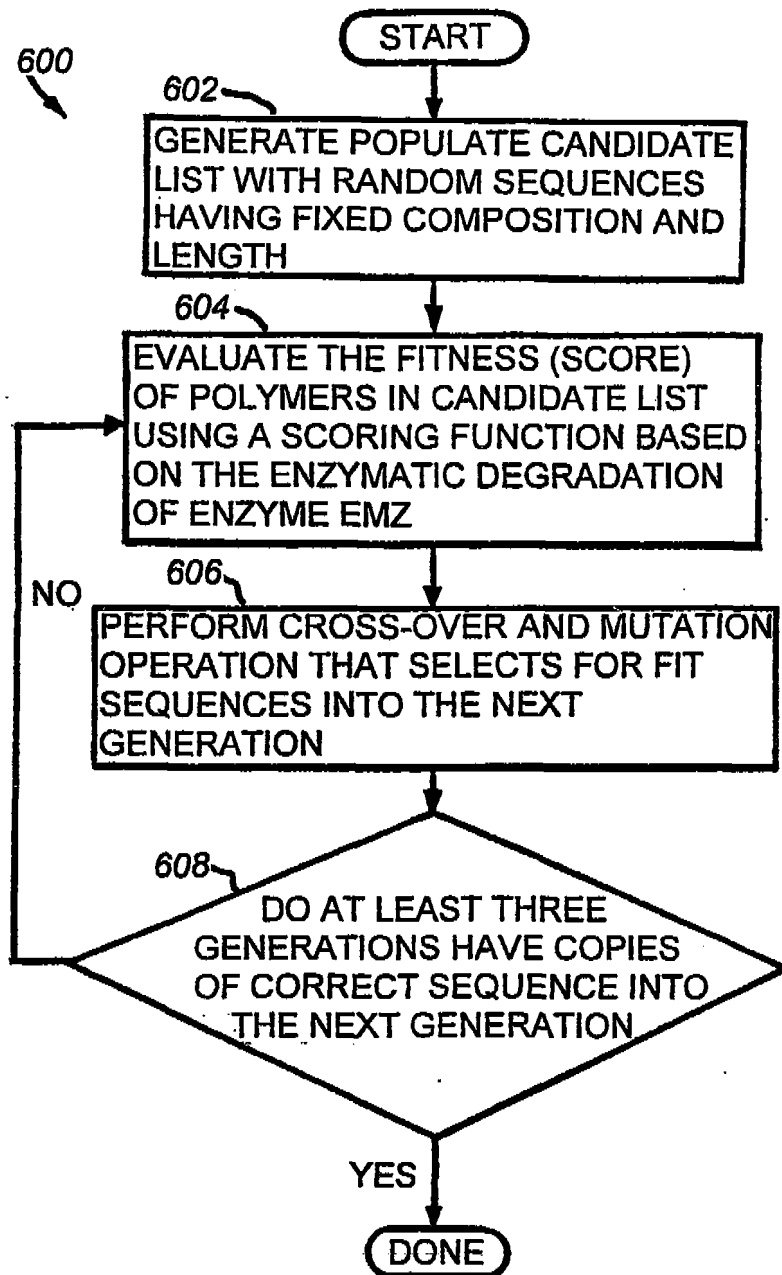 START
600
602
GENERATE POPULATE CANDIDATE
LIST WITH RANDOM SEQUENCES
HAVING FIXED COMPOSITION AND
LENGTH
604
EVALUATE THE FITNESS (SCORE)
OF POLYMERS IN CANDIDATE LIST
USING A SCORING FUNCTION BASED
ON THE ENZYMATIC DEGRADATION
OF ENZYME EMZ
NO
606
PERFORM CROSS-OVER AND MUTATION
OPERATION THAT SELECTS FOR FIT
SEQUENCES INTO THE NEXT
GENERATION
608
DO AT LEAST THREE
GENERATIONS HAVE COPIES
OF CORRECT SEQUENCE INTO
THE NEXT GENERATION
YES
DONE